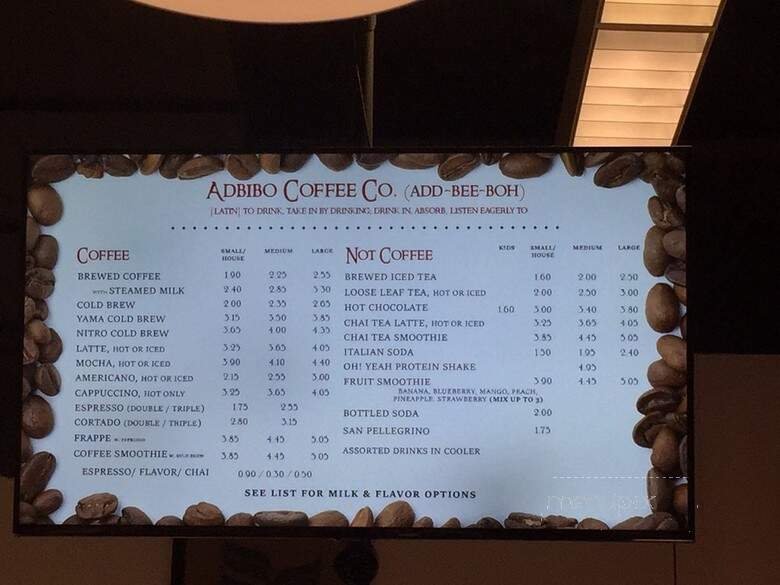 ADBIBO COFFEE CO. (ADD-BEE-BOH)
[LATIN] TO DRINK, TAKE IN BY DRINKING; DRINK IN, ABSORB, LISTEN EAGERLY TO
COFFEE SMALL/HOUSE MEDIUM LARGE
BREWED COFFEE 1.90 2.25 2.55
WITH STEAMED MILK 2.40 2.85 3.30
COLD BREW 2.00 2.35 2.65
YAMA COLD BREW 3.15 3.50 3.85
NITRO COLD BREW 3.65 4.00 4.35
LATTE, HOT OR ICED 3.25 3.65 4.05
MOCHA, HOT OR ICED 3.90 4.10 4.40
AMERICANO, HOT OR ICED 2.15 2.55 3.00
CAPPUCCINO, HOT ONLY 3.25 3.65 4.05
ESPRESSO (DOUBLE / TRIPLE) 1.75 2.55
CORTADO (DOUBLE / TRIPLE) 2.80 3.15
FRAPPE W. ESPRESSO 3.85 4.45 5.05
COFFEE SMOOTHIE W. COLD BREW 3.85 4.45 5.05
ESPRESSO/ FLAVOR/ CHAI 0.90 / 0.30 / 0.50
NOT COFFEE KIDS SMALL/HOUSE MEDIUM LARGE
BREWED ICED TEA 1.60 2.00 2.50
LOOSE LEAF TEA, HOT OR ICED 2.00 2.50 3.00
HOT CHOCOLATE 1.60 3.00 3.40 3.80
CHAI TEA LATTE, HOT OR ICED 3.25 3.65 4.05
CHAI TEA SMOOTHIE 3.85 4.45 5.05
ITALIAN SODA 1.50 1.95 2.40
OH! YEAH PROTEIN SHAKE 4.95
FRUIT SMOOTHIE 3.90 4.45 5.05
BANANA, BLUEBERRY, MANGO, PEACH,
PINEAPPLE, STRAWBERRY (MIX UP TO 3)
BOTTLED SODA 2.00
SAN PELLEGRINO 1.75
ASSORTED DRINKS IN COOLER
SEE LIST FOR MILK & FLAVOR OPTIONS